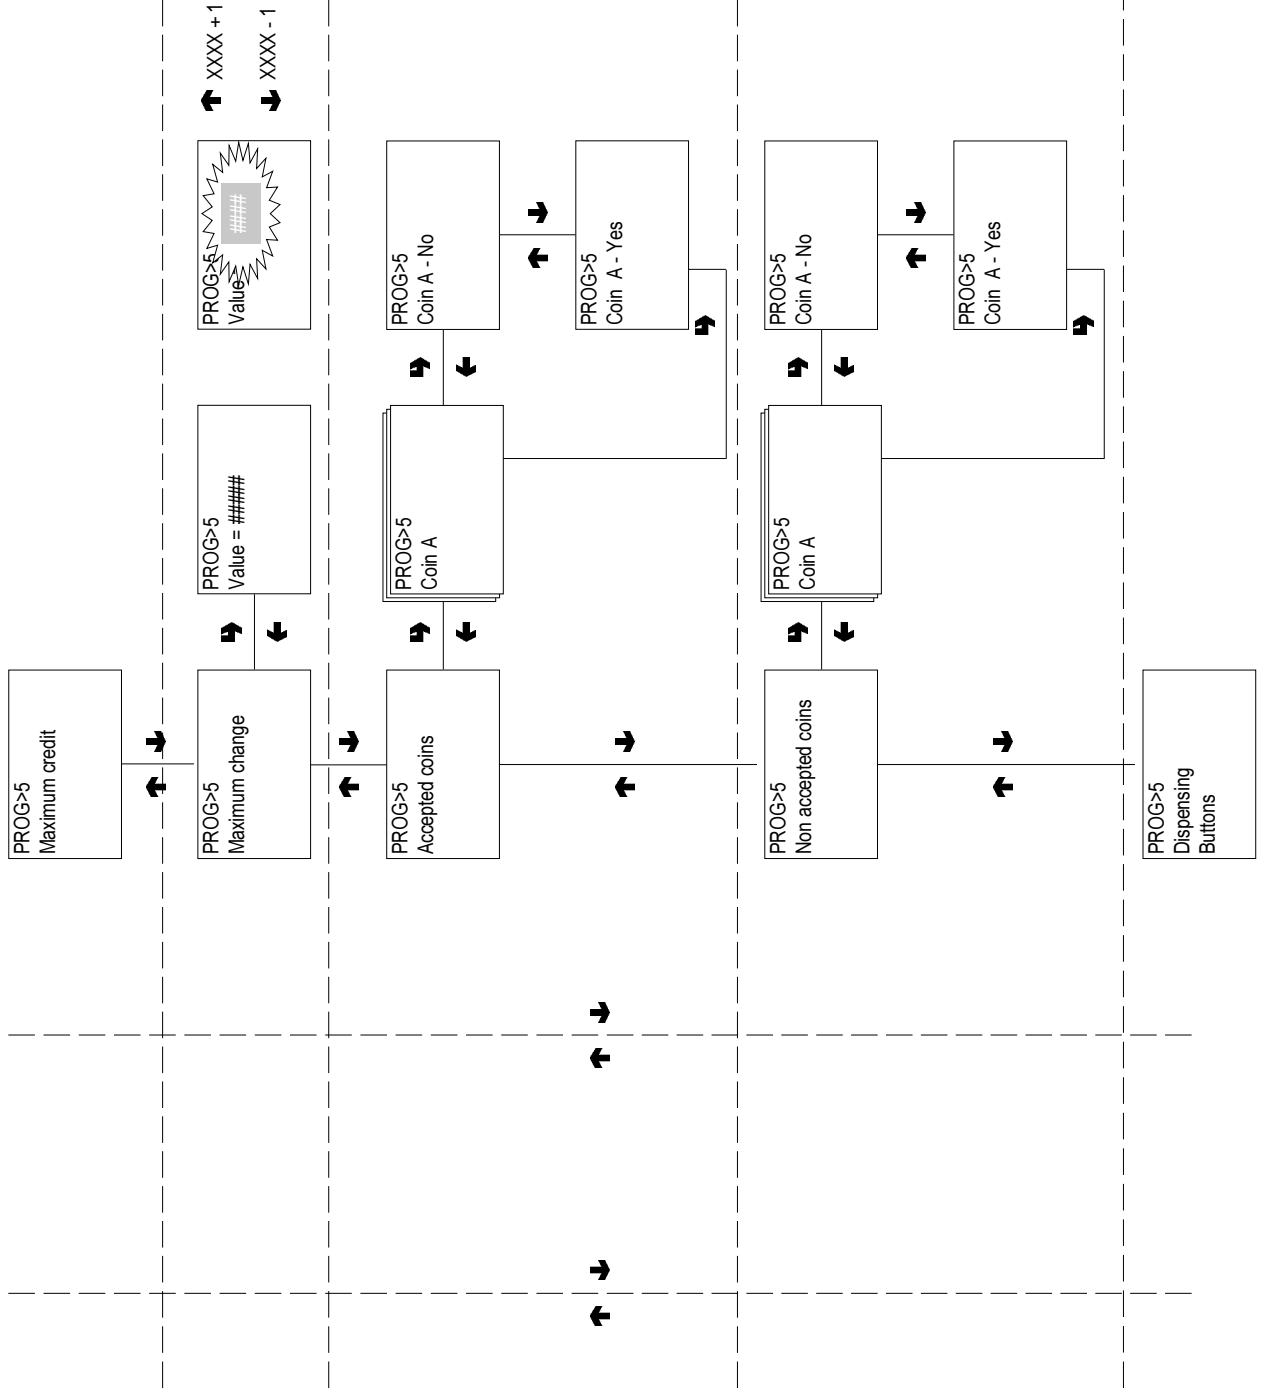 PROG>5
Maximum credit
PROG>5
Maximum change
PROG>5
Value = #####
PROG>5
Value ####
XXXX + 1
XXXX - 1
PROG>5
Accepted coins
PROG>5
Coin A
PROG>5
Coin A - No
PROG>5
Coin A - Yes
PROG>5
Non accepted coins
PROG>5
Coin A
PROG>5
Coin A - No
PROG>5
Coin A - Yes
PROG>5
Dispensing
Buttons